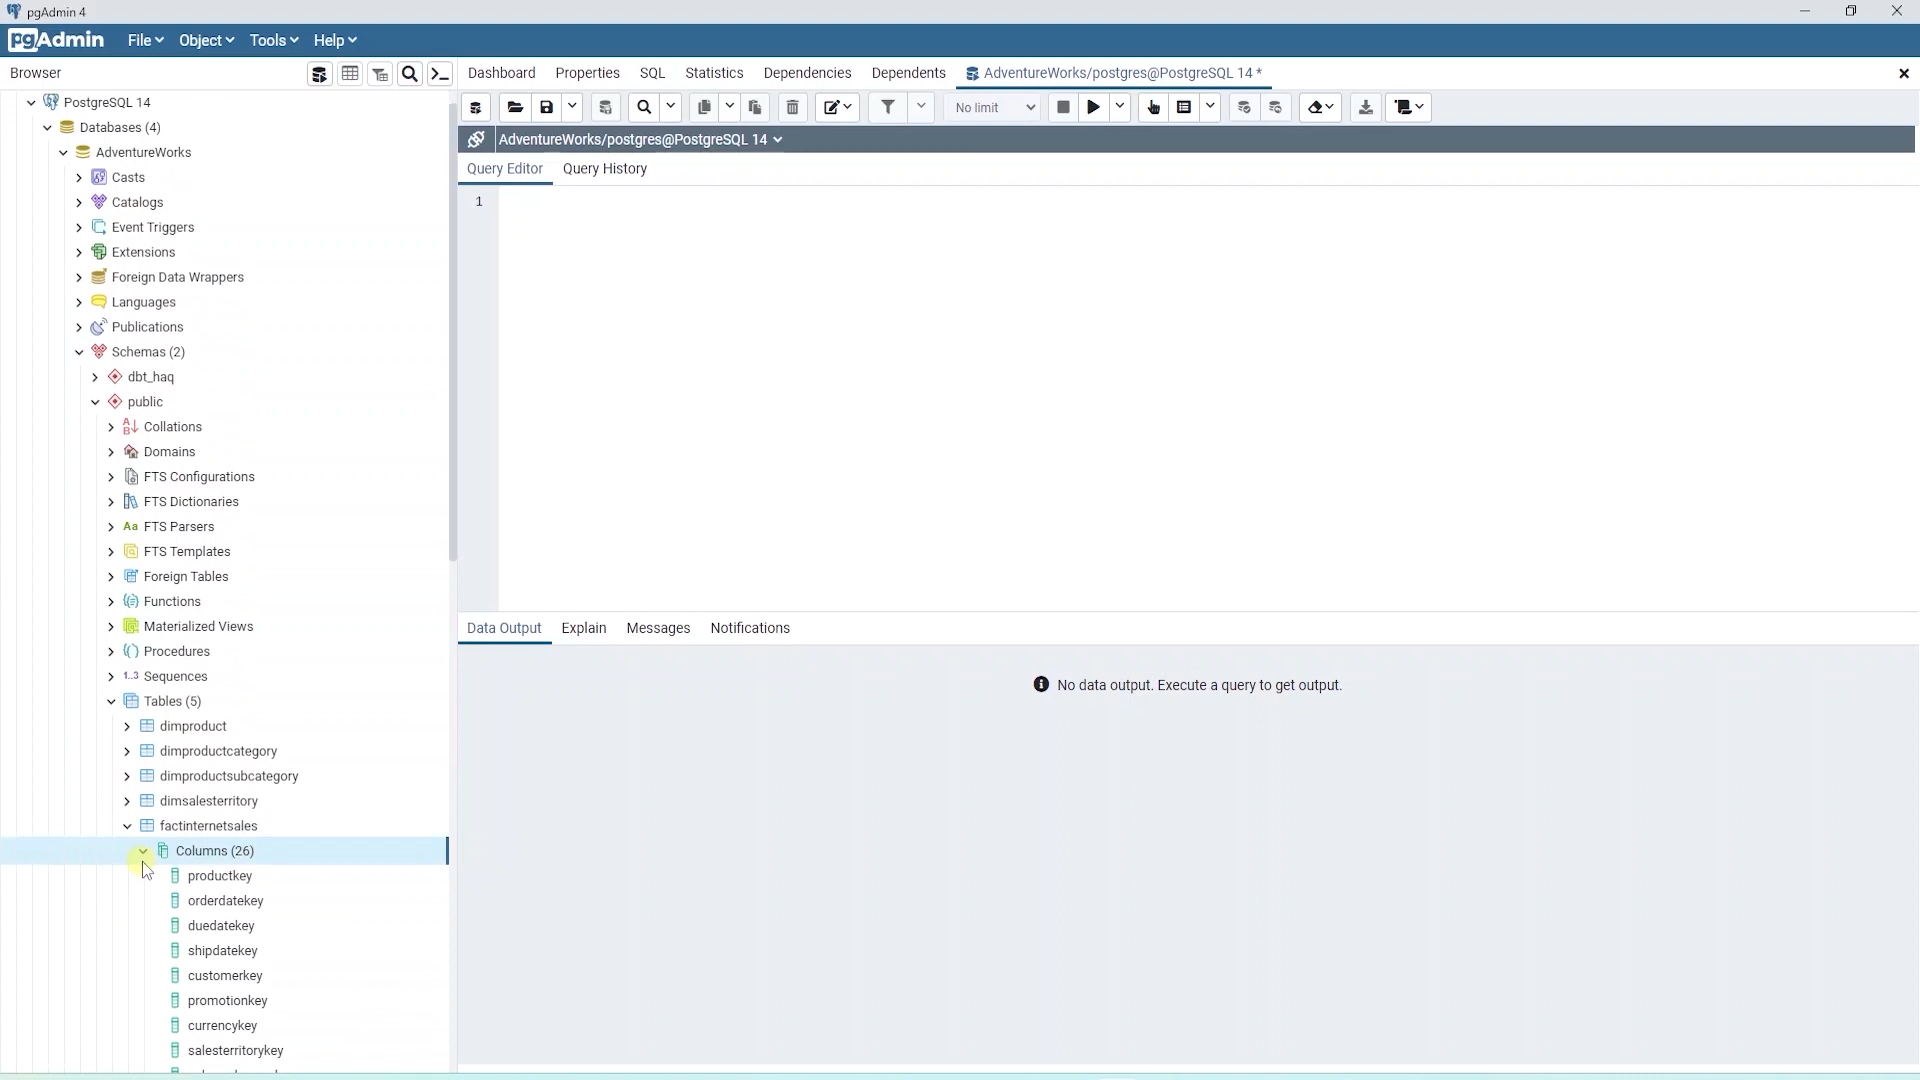 pgAdmin 4
pgAdmin File Object Tools Help
Browser
Dashboard Properties SQL Statistics Dependencies Dependents AdventureWorks/postgres@PostgreSQL 14 *
No limit
AdventureWorks/postgres@PostgreSQL 14
Query Editor Query History
1
PostgreSQL 14
Databases (4)
AdventureWorks
Casts
Catalogs
Event Triggers
Extensions
Foreign Data Wrappers
Languages
Publications
Schemas (2)
dbt_haq
public
Collations
Domains
FTS Configurations
FTS Dictionaries
Aa FTS Parsers
FTS Templates
Foreign Tables
Functions
Materialized Views
Procedures
1..3 Sequences
Tables (5)
dimproduct
dimproductcategory
dimproductsubcategory
dimsalesterritory
factinternetsales
Columns (26)
productkey
orderdatekey
duedatekey
shipdatekey
customerkey
promotionkey
currencykey
salesterritorykey
Data Output Explain Messages Notifications
No data output. Execute a query to get output.